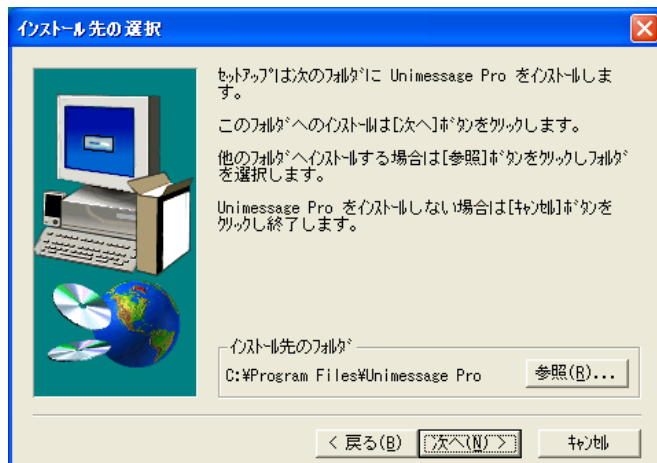 インストール先の選択
ｾｯﾄｱｯﾌﾟは次のﾌｫﾙﾀﾞに Unimessage Pro をｲﾝｽﾄｰﾙしま
す。
このﾌｫﾙﾀﾞへのｲﾝｽﾄｰﾙは[次へ]ﾎﾞﾀﾝをｸﾘｯｸします。
他のﾌｫﾙﾀﾞへｲﾝｽﾄｰﾙする場合は[参照]ﾎﾞﾀﾝをｸﾘｯｸしﾌｫﾙﾀﾞ
を選択します。
Unimessage Pro をｲﾝｽﾄｰﾙしない場合は[ｷｬﾝｾﾙ]ﾎﾞﾀﾝを
ｸﾘｯｸし終了します。
ｲﾝｽﾄｰﾙ先のﾌｫﾙﾀﾞ
C:¥Program Files¥Unimessage Pro 参照(R)...
< 戻る(B) 次へ(N) > ｷｬﾝｾﾙ